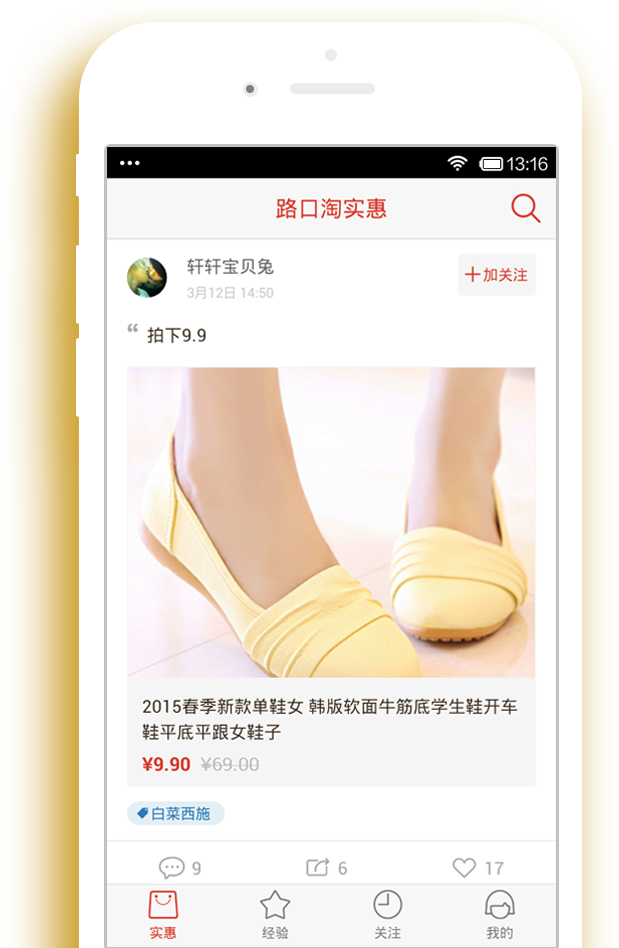 13:16
路口淘实惠
轩轩宝贝兔
3月12日 14:50
+加关注
“ 拍下9.9
2015春季新款单鞋女 韩版软面牛筋底学生鞋开车
鞋平底平跟女鞋子
¥9.90 ¥69.00
白菜西施
9 6 17
实惠 经验 关注 我的